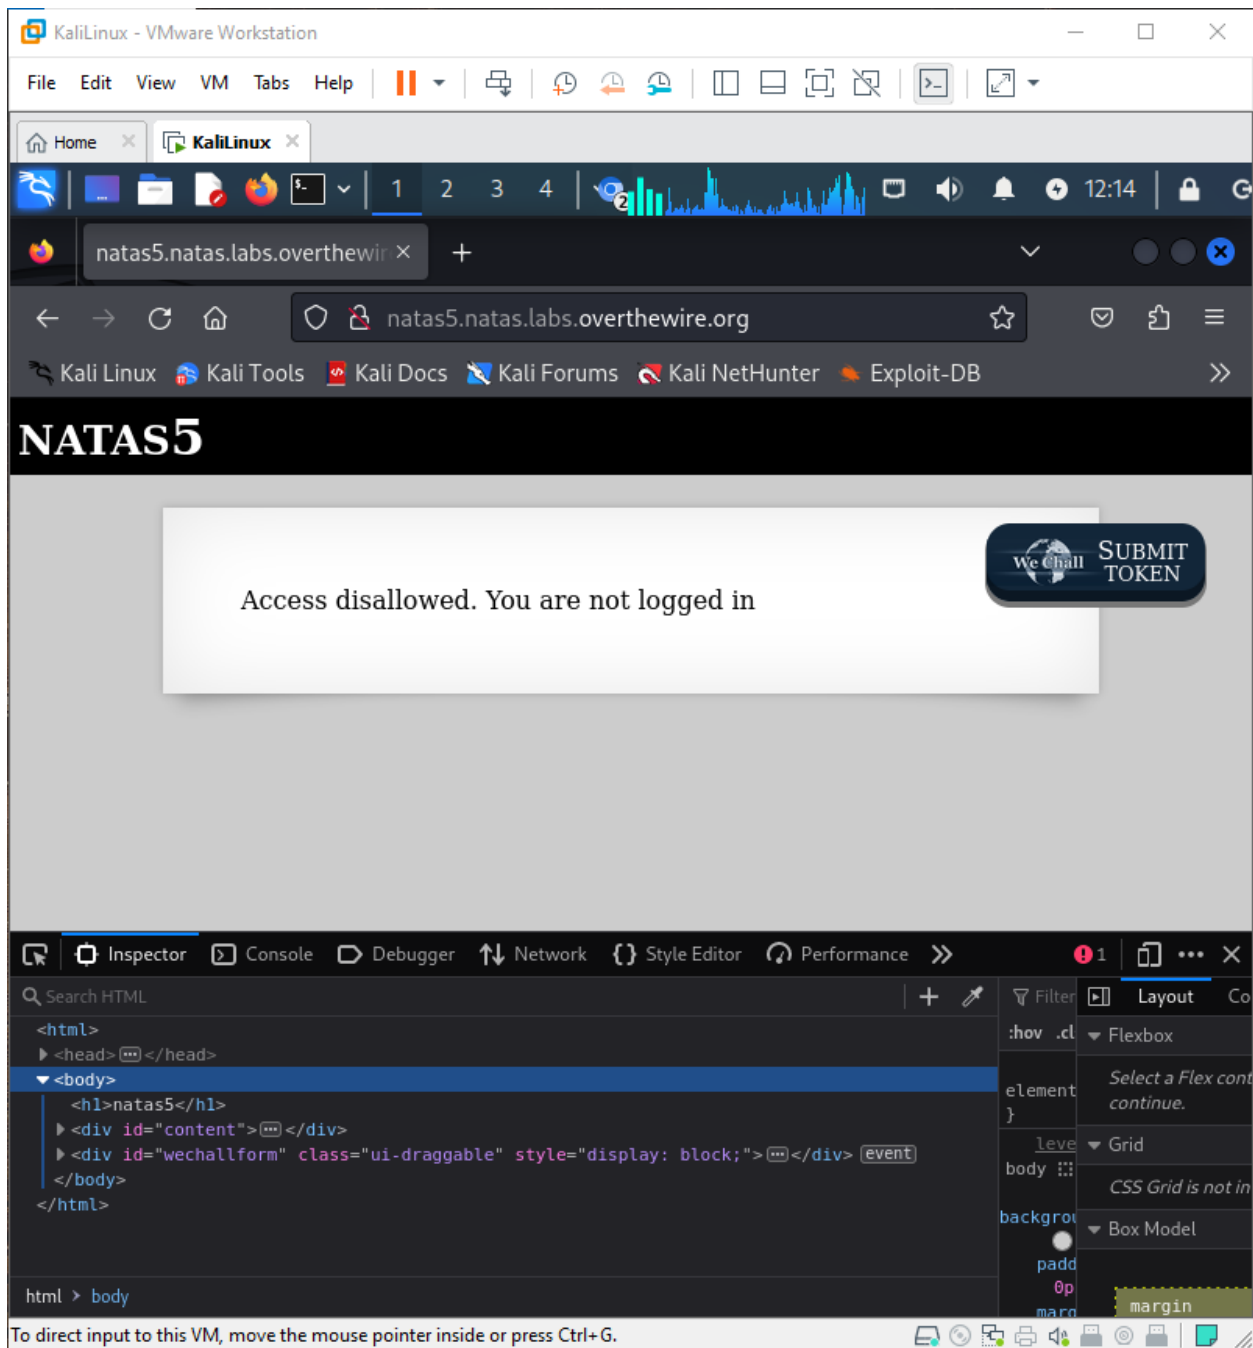 KaliLinux - VMware Workstation
File Edit View VM Tabs Help
Home KaliLinux
1 2 3 4 2 12:14
natas5.natas.labs.overthewir
natas5.natas.labs.overthewire.org
Kali Linux Kali Tools Kali Docs Kali Forums Kali NetHunter Exploit-DB
NATAS5
We Chall SUBMIT
TOKEN
Access disallowed. You are not logged in
Inspector Console Debugger Network Style Editor Performance 1
Search HTML Filter Layout Co
<html> :hov .cl Flexbox
<head></head>
<body> Select a Flex cont
<h1>natas5</h1> element continue.
<div id="content"></div> }
<div id="wechallform" class="ui-draggable" style="display: block;"></div> event leve Grid
</body> body CSS Grid is not in
</html>
backgrou Box Model
padd
0p
html > body marg margin
To direct input to this VM, move the mouse pointer inside or press Ctrl+G.